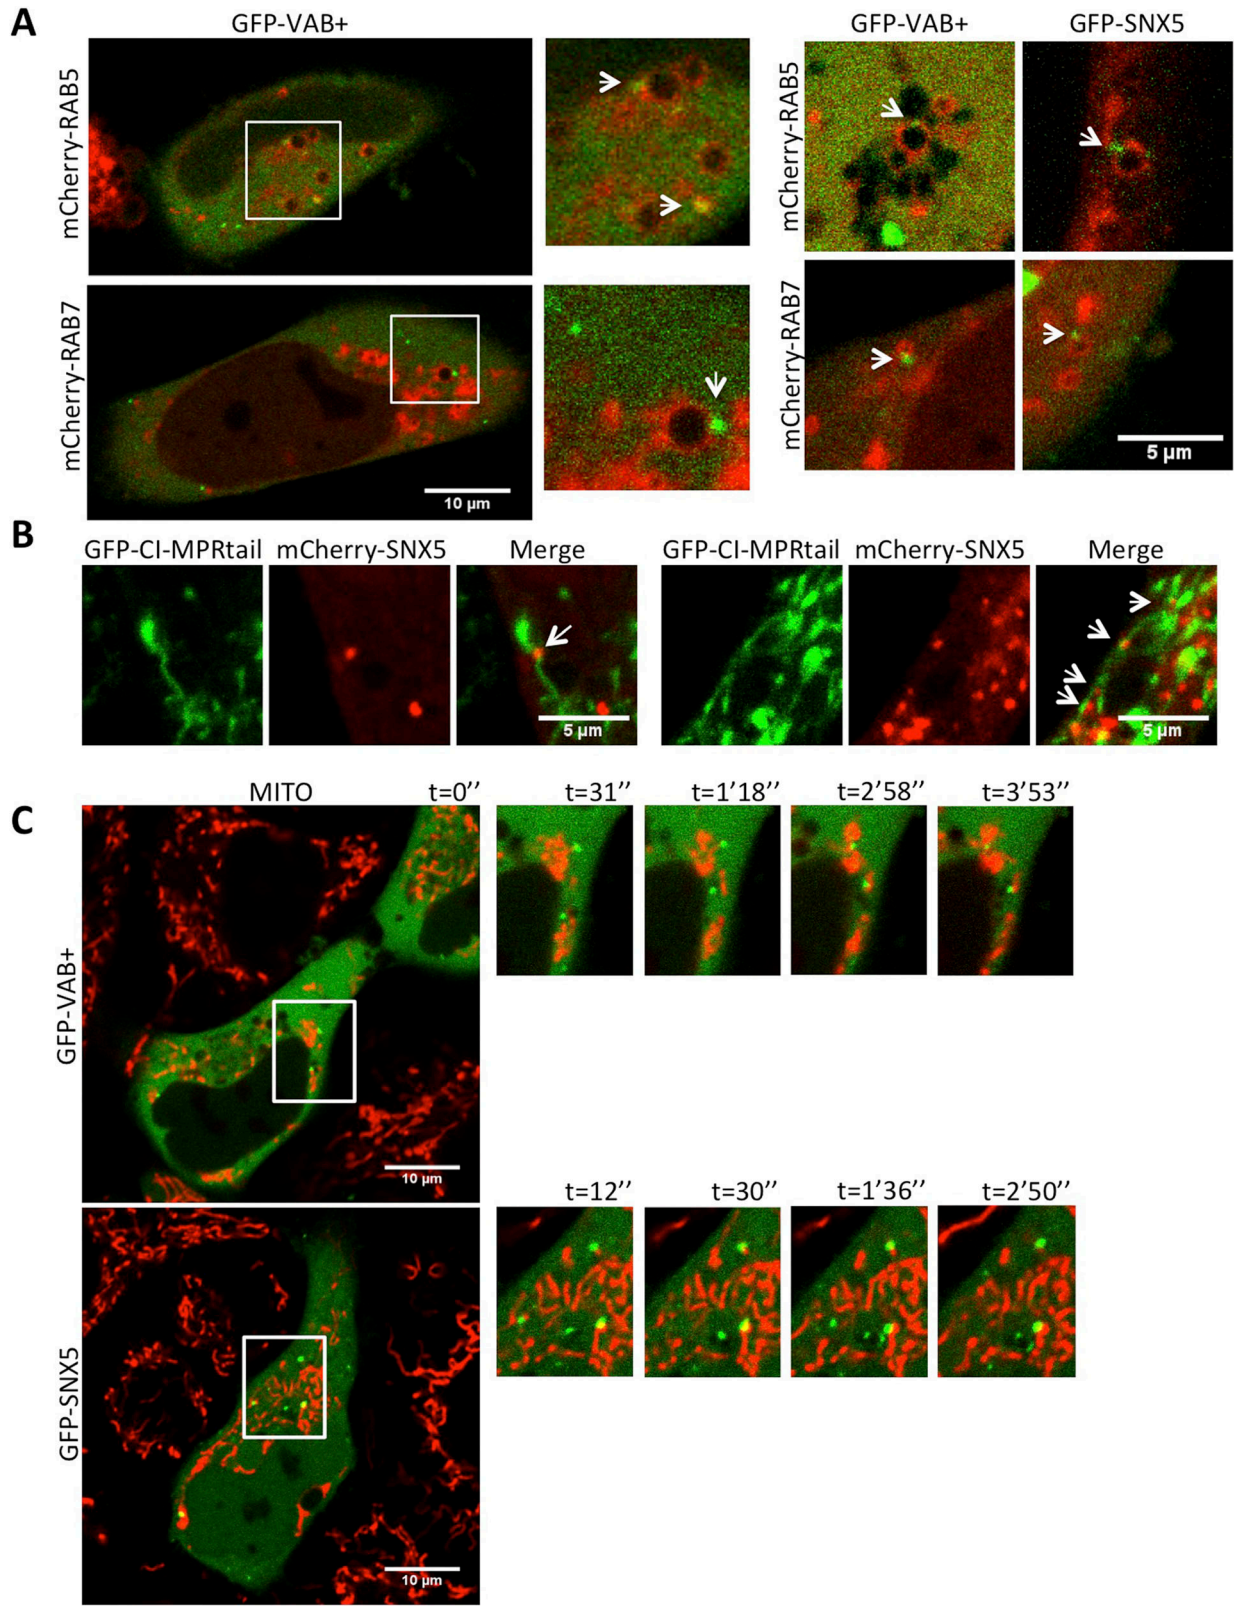 A
GFP-VAB+
GFP-VAB+
GFP-SNX5
mCherry-RAB5
mCherry-RAB5
mCherry-RAB7
mCherry-RAB7
10 µm
5 µm
B
GFP-CI-MPRtail
mCherry-SNX5
Merge
GFP-CI-MPRtail
mCherry-SNX5
Merge
5 µm
5 µm
C
MITO
t=0’’
t=31’’
t=1’18’’
t=2’58’’
t=3’53’’
GFP-VAB+
10 µm
t=12’’
t=30’’
t=1’36’’
t=2’50’’
GFP-SNX5
10 µm